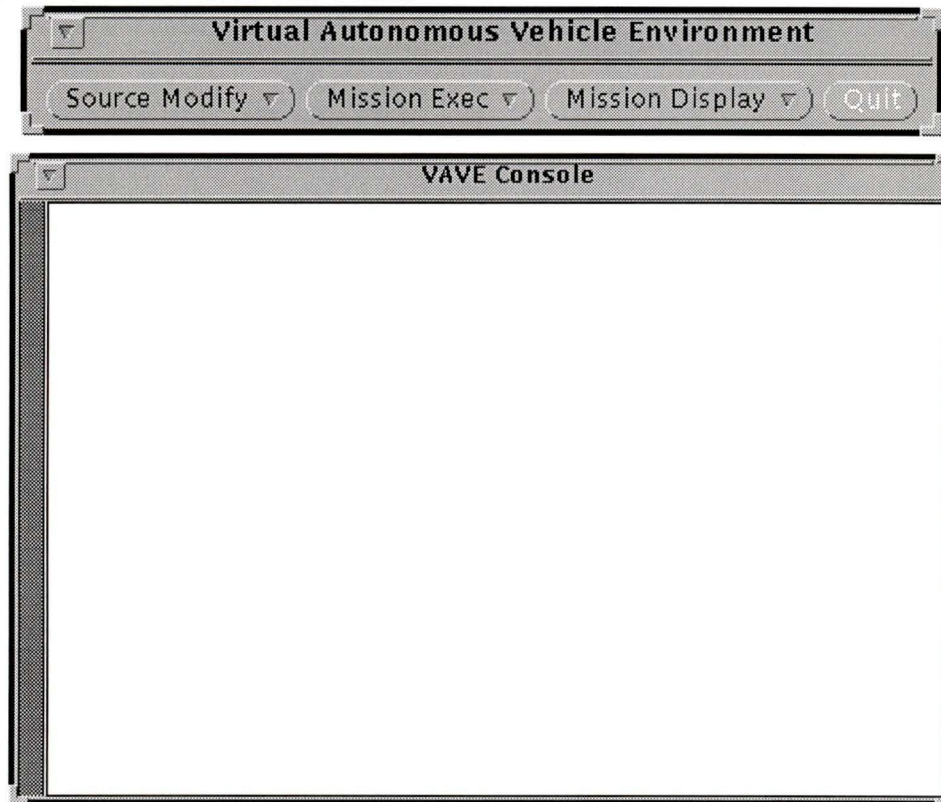 Virtual Autonomous Vehicle Environment
Source Modify Mission Exec Mission Display Quit
VAVE Console